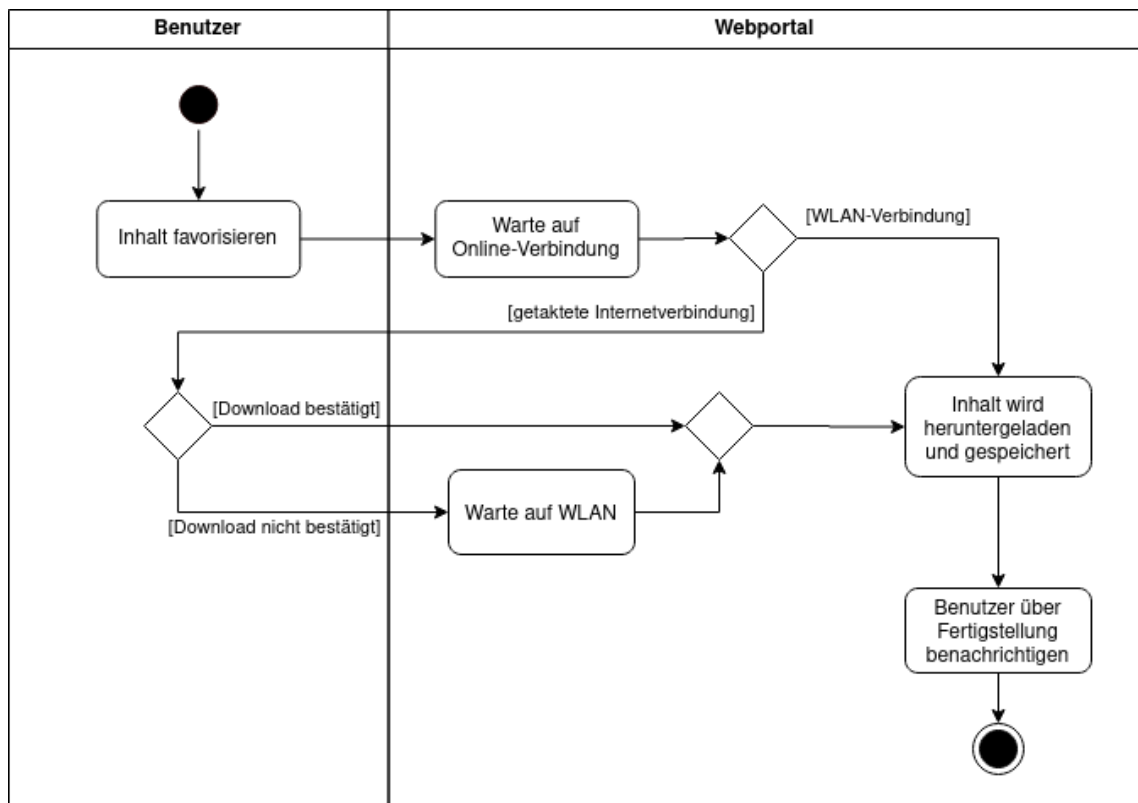 Benutzer
Webportal
[WLAN-Verbindung]
Inhalt favorisieren
Warte auf
Online-Verbindung
[getaktete Internetverbindung]
[Download bestätigt]
Inhalt wird
heruntergeladen
und gespeichert
Warte auf WLAN
[Download nicht bestätigt]
Benutzer über
Fertigstellung
benachrichtigen